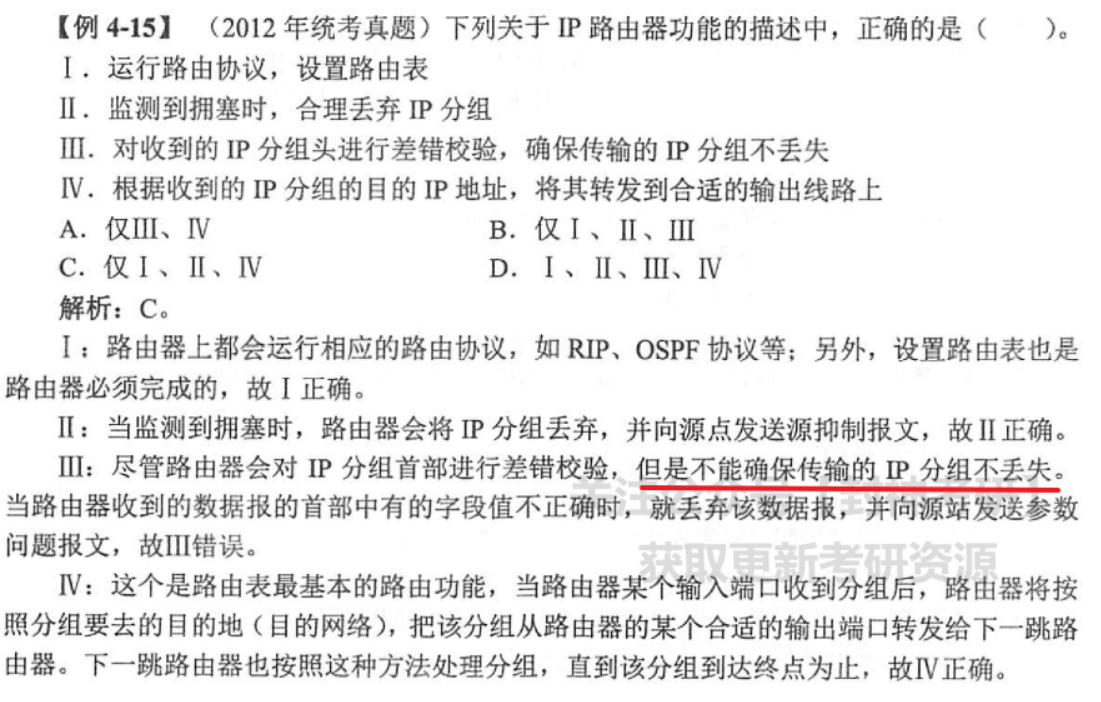 【例 4-15】 （2012 年统考真题）下列关于 IP 路由器功能的描述中，正确的是（ ）。
Ⅰ．运行路由协议，设置路由表
Ⅱ．监测到拥塞时，合理丢弃 IP 分组
Ⅲ．对收到的 IP 分组头进行差错校验，确保传输的 IP 分组不丢失
Ⅳ．根据收到的 IP 分组的目的 IP 地址，将其转发到合适的输出线路上
A．仅Ⅲ、Ⅳ B．仅Ⅰ、Ⅱ、Ⅲ
C．仅Ⅰ、Ⅱ、Ⅳ D．Ⅰ、Ⅱ、Ⅲ、Ⅳ
解析：C。
Ⅰ：路由器上都会运行相应的路由协议，如 RIP、OSPF 协议等；另外，设置路由表也是
路由器必须完成的，故Ⅰ正确。
Ⅱ：当监测到拥塞时，路由器会将 IP 分组丢弃，并向源点发送源抑制报文，故Ⅱ正确。
Ⅲ：尽管路由器会对 IP 分组首部进行差错校验，但是不能确保传输的 IP 分组不丢失。
当路由器收到的数据报的首部中有的字段值不正确时，就丢弃该数据报，并向源站发送参数
问题报文，故Ⅲ错误。
获取更新考研资源
Ⅳ：这个是路由表最基本的路由功能，当路由器某个输入端口收到分组后，路由器将按
照分组要去的目的地（目的网络），把该分组从路由器的某个合适的输出端口转发给下一跳路
由器。下一跳路由器也按照这种方法处理分组，直到该分组到达终点为止，故Ⅳ正确。